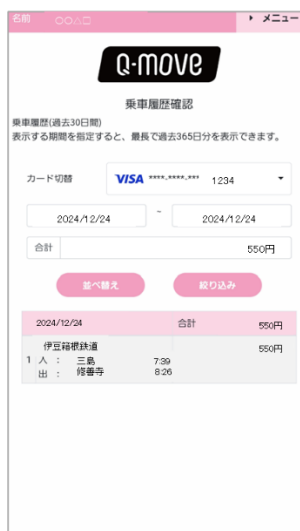 名前 ○○△□ メニュー
Q-move
乗車履歴確認
乗車履歴(過去30日間)
表示する期間を指定すると、最長で過去365日分を表示できます。
カード切替 VISA ****-****-*** 1234
2024/12/24 ~ 2024/12/24
合計 550円
並べ替え 絞り込み
2024/12/24 合計 550円
伊豆箱根鉄道 550円
1 入 : 三島 7:39
出 : 修善寺 8:26